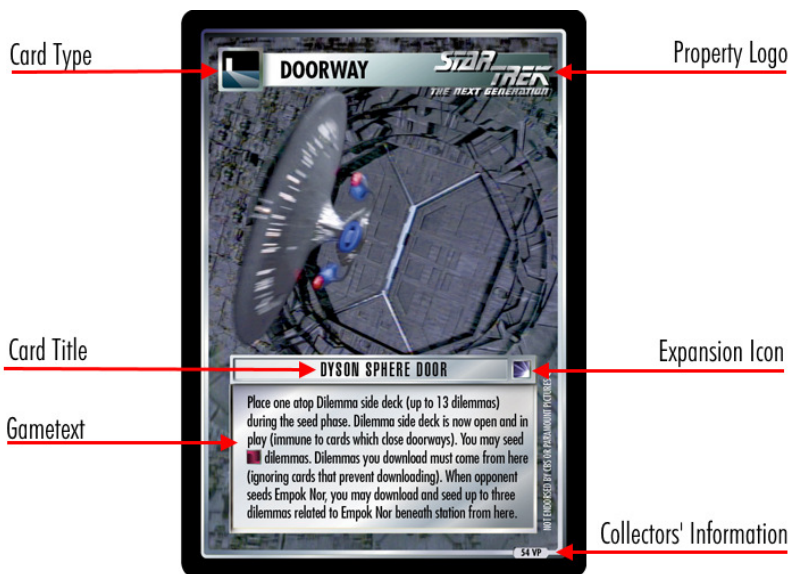 Card Type
DOORWAY
STAR TREK
THE NEXT GENERATION
Property Logo
Card Title
DYSON SPHERE DOOR
Expansion Icon
Gametext
Place one atop Dilemma side deck (up to 13 dilemmas)
during the seed phase. Dilemma side deck is now open and in
play (immune to cards which close doorways). You may seed
dilemmas. Dilemmas you download must come from here
(ignoring cards that prevent downloading). When opponent
seeds Empok Nor, you may download and seed up to three
dilemmas related to Empok Nor beneath station from here.
NOT ENDORSED BY CBS OR PARAMOUNT PICTURES
Collectors' Information
54 VP